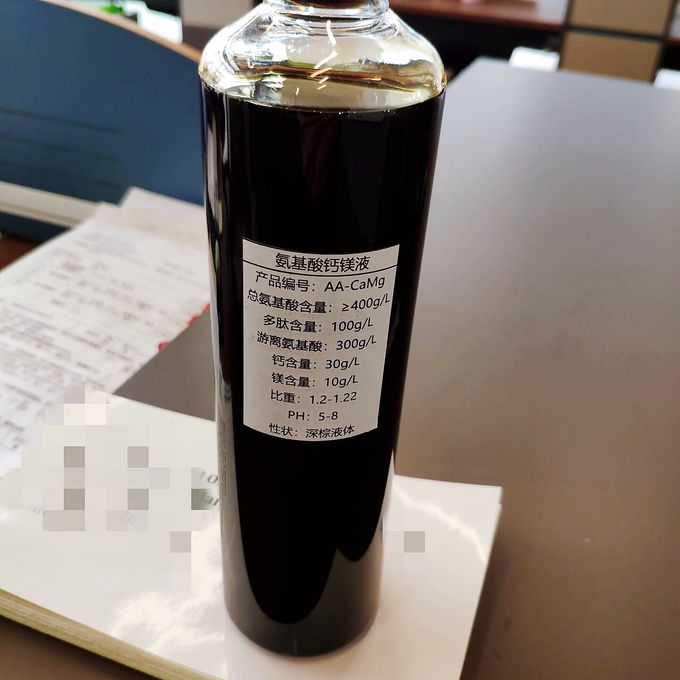 氨基酸钙镁液
产品编号：AA-CaMg
总氨基酸含量：≥400g/L
多肽含量：100g/L
游离氨基酸：300g/L
钙含量：30g/L
镁含量：10g/L
比重：1.2-1.22
PH：5-8
性状：深棕液体